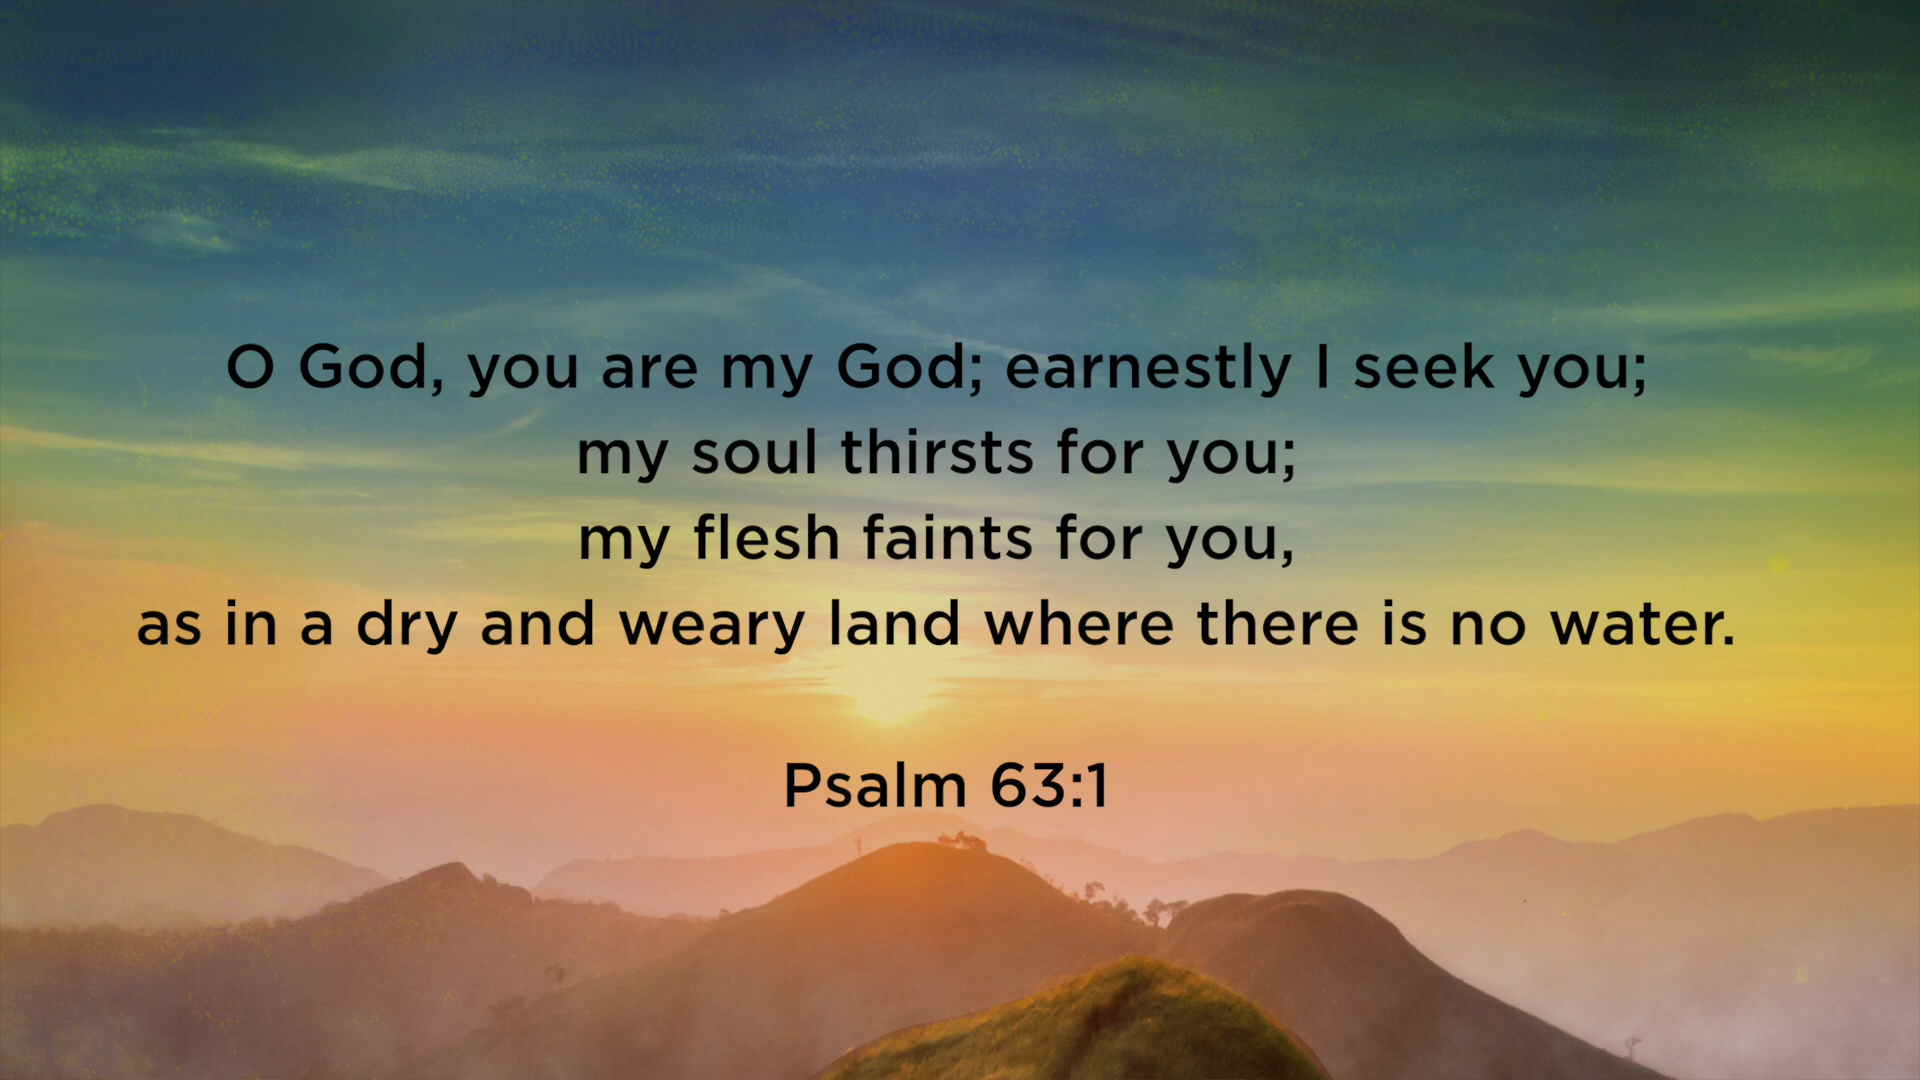 O God, you are my God; earnestly I seek you;
my soul thirsts for you;
my flesh faints for you,
as in a dry and weary land where there is no water.
Psalm 63:1